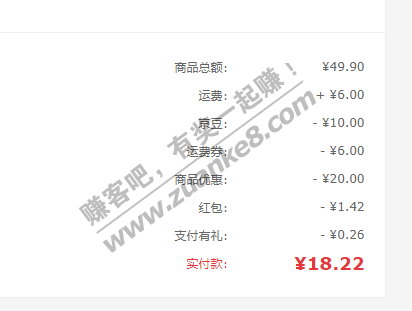 商品总额: ¥49.90
运费: + ¥6.00
京豆: - ¥10.00
运费券: - ¥6.00
商品优惠: - ¥20.00
红包: - ¥1.42
支付有礼: - ¥0.26
实付款: ¥18.22
赚客吧，有奖一起赚！
www.zuanke8.com